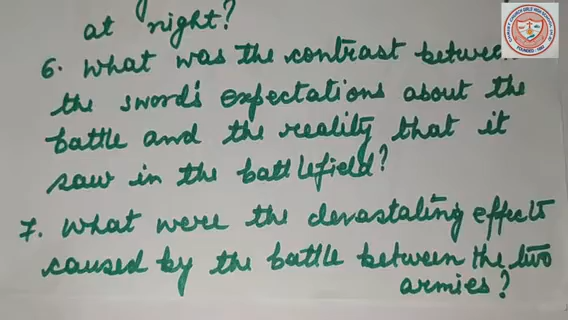 at night?
6. What was the contrast between
the sword's expectations about the
battle and the reality that it
saw in the battlefield?
7. What were the devastating effects
caused by the battle between the two
armies?